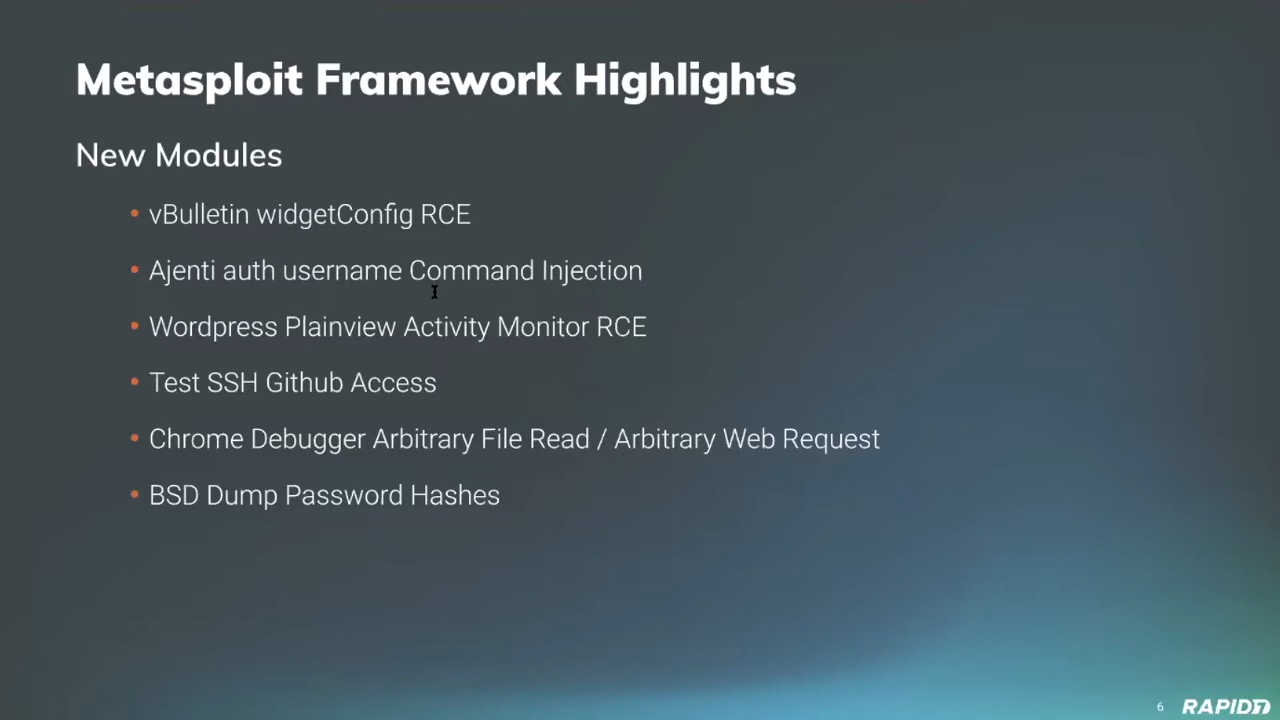 Metasploit Framework Highlights
New Modules
• vBulletin widgetConfig RCE
• Ajenti auth username Command Injection
• Wordpress Plainview Activity Monitor RCE
• Test SSH Github Access
• Chrome Debugger Arbitrary File Read / Arbitrary Web Request
• BSD Dump Password Hashes
6 RAPID7